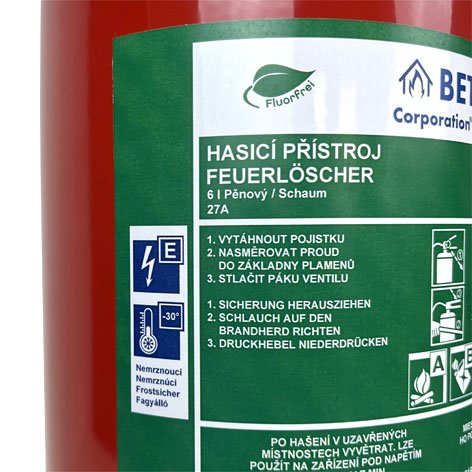 Fluorfrei
BET
Corporation
HASICÍ PŘÍSTROJ
FEUERLÖSCHER
6 l Pěnový / Schaum
27A
E
1. VYTÁHNOUT POJISTKU
2. NASMĚROVAT PROUD
DO ZÁKLADNY PLAMENŮ
3. STLAČIT PÁKU VENTILU
1
1. SICHERUNG HERAUSZIEHEN
2. SCHLAUCH AUF DEN
BRANDHERD RICHTEN
3. DRUCKHEBEL NIEDERDRÜCKEN
2
-30°
A
Nemrznoucí
Nemrznúci
Frostsicher
Fagyálló
PO HAŠENÍ V UZAVŘENÝCH
MÍSTNOSTECH VYVĚTRAT. LZE
POUŽÍT NA ZAŘÍZENÍ POD NAPĚTÍM